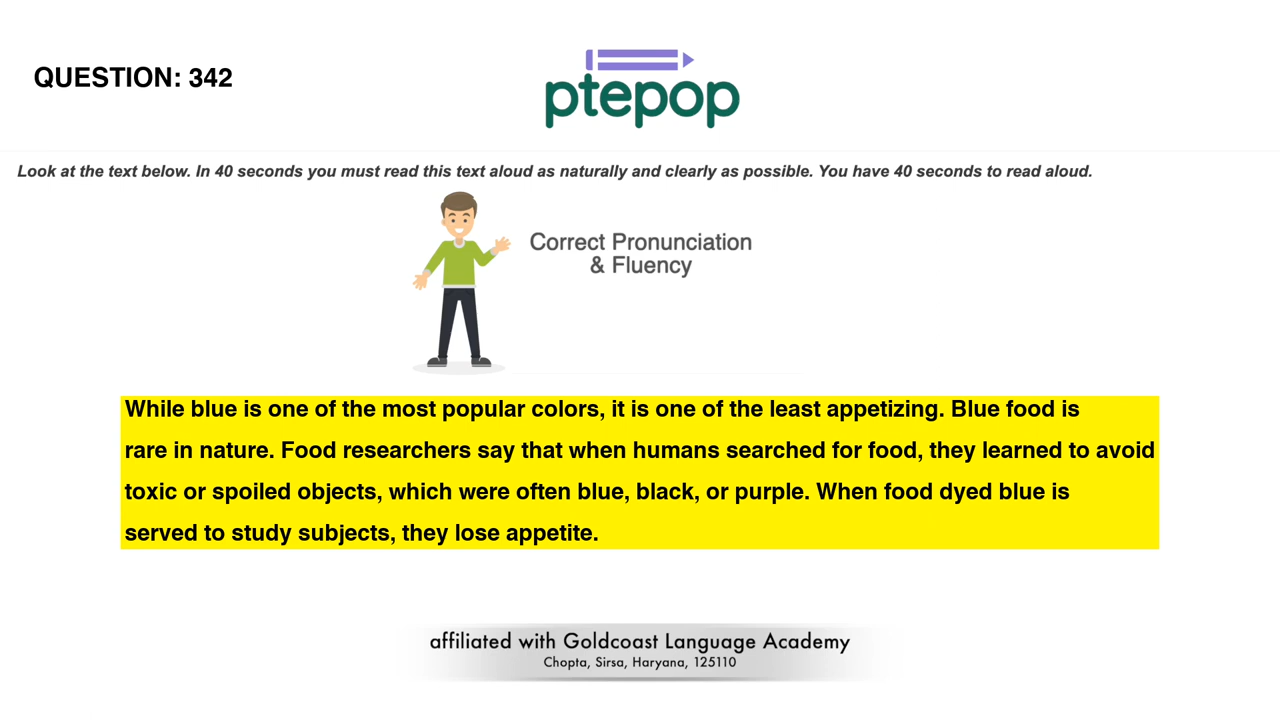 QUESTION: 342
ptepop
Look at the text below. In 40 seconds you must read this text aloud as naturally and clearly as possible. You have 40 seconds to read aloud.
Correct Pronunciation
& Fluency
While blue is one of the most popular colors, it is one of the least appetizing. Blue food is
rare in nature. Food researchers say that when humans searched for food, they learned to avoid
toxic or spoiled objects, which were often blue, black, or purple. When food dyed blue is
served to study subjects, they lose appetite.
affiliated with Goldcoast Language Academy
Chopta, Sirsa, Haryana, 125110